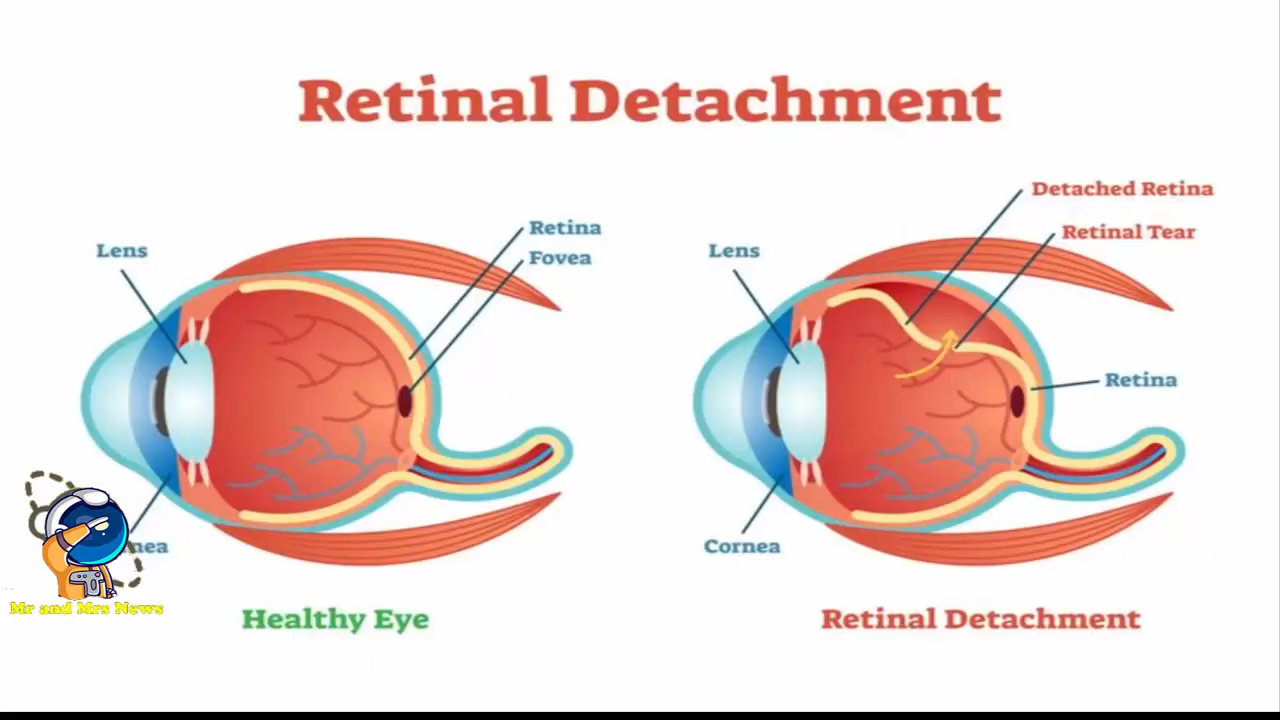 Retinal Detachment
Lens
Retina
Fovea
nea
Healthy Eye
Detached Retina
Retinal Tear
Lens
Retina
Cornea
Retinal Detachment
Mr and Mrs News